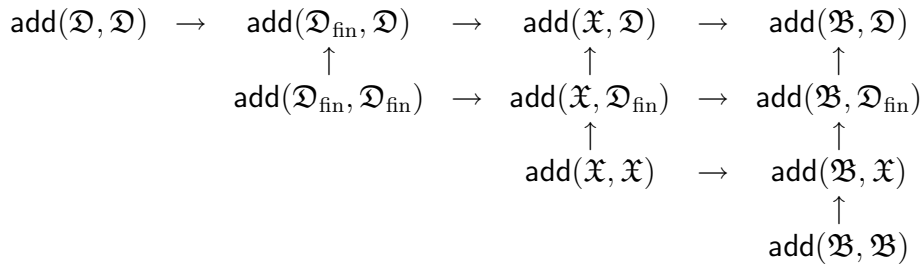 add(𝔇, 𝔇) → add(𝔇_fin, 𝔇) → add(𝔛, 𝔇) → add(𝔅, 𝔇)
↑ ↑ ↑
add(𝔇_fin, 𝔇_fin) → add(𝔛, 𝔇_fin) → add(𝔅, 𝔇_fin)
↑ ↑
add(𝔛, 𝔛) → add(𝔅, 𝔛)
↑
add(𝔅, 𝔅)